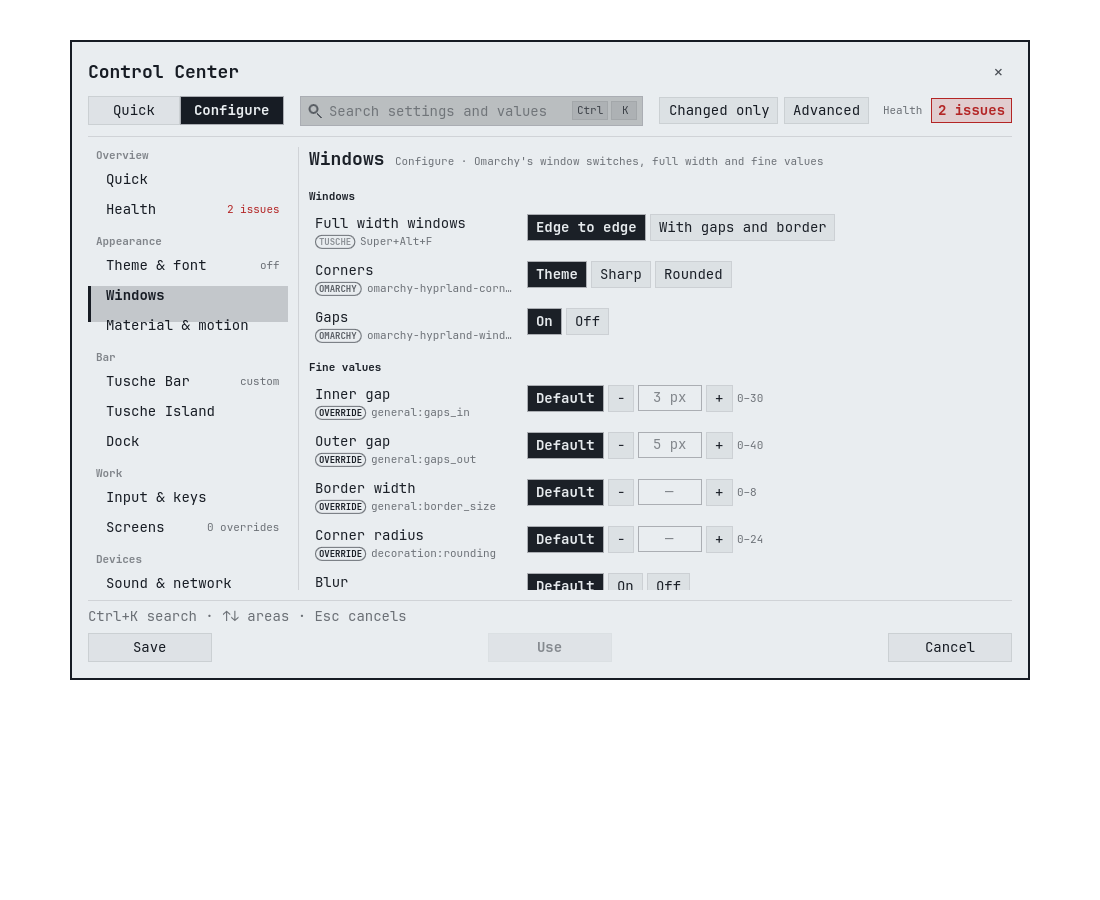 Control Center
×
Quick Configure Search settings and values Ctrl K Changed only Advanced Health 2 issues
Overview
Quick
Health 2 issues
Appearance
Theme & font off
Windows
Material & motion
Bar
Tusche Bar custom
Tusche Island
Dock
Work
Input & keys
Screens 0 overrides
Devices
Sound & network
Windows Configure · Omarchy's window switches, full width and fine values
Windows
Full width windows Edge to edge With gaps and border
TUSCHE Super+Alt+F
Corners Theme Sharp Rounded
OMARCHY omarchy-hyprland-corn…
Gaps On Off
OMARCHY omarchy-hyprland-wind…
Fine values
Inner gap Default - 3 px + 0–30
OVERRIDE general:gaps_in
Outer gap Default - 5 px + 0–40
OVERRIDE general:gaps_out
Border width Default - — + 0–8
OVERRIDE general:border_size
Corner radius Default - — + 0–24
OVERRIDE decoration:rounding
Blur Default On Off
Ctrl+K search · ↑↓ areas · Esc cancels
Save Use Cancel